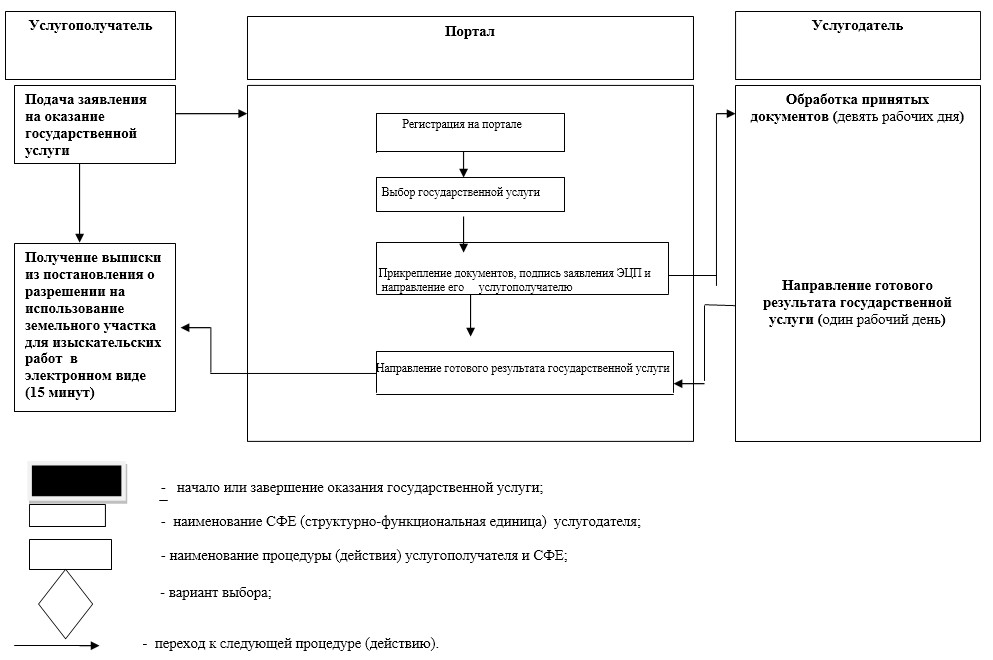 Услугополучатель
Портал
Услугодатель
Подача заявления
на оказание
государственной
услуги
Получение выписки
из постановления о
разрешении на
использование
земельного участка
для изыскательских
работ в
электронном виде
(15 минут)
Регистрация на портале
Выбор государственной услуги
Прикрепление документов, подпись заявления ЭЦП и
направление его услугополучателю
Направление готового результата государственной услуги
Обработка принятых
документов (девять рабочих дня)
Направление готового
результата государственной
услуги (один рабочий день)
- начало или завершение оказания государственной услуги;
- наименование СФЕ (структурно-функциональная единица) услугодателя;
- наименование процедуры (действия) услугополучателя и СФЕ;
- вариант выбора;
- переход к следующей процедуре (действию).